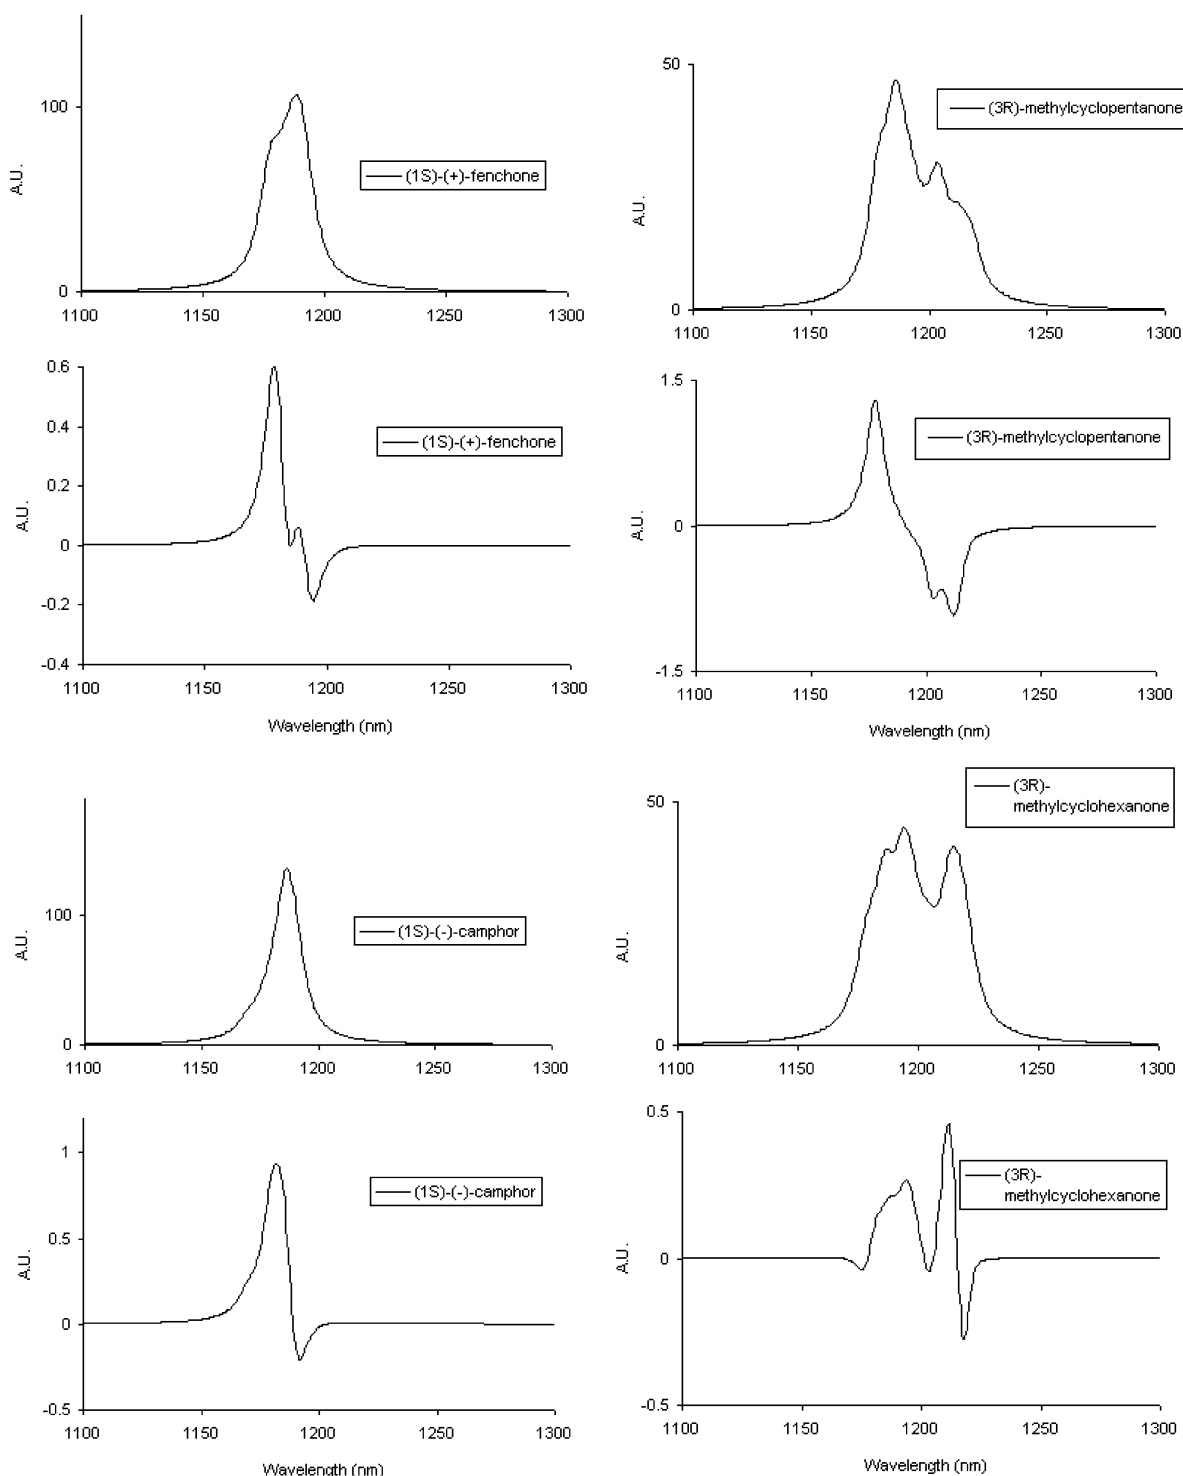 100
0
A.U.
1100
1150
1200
1250
1300
(1S)-(+)-fenchone
50
0
A.U.
1100
1150
1200
1250
1300
(3R)-methylcyclopentanone
0.6
0.4
0.2
0
-0.2
-0.4
A.U.
1100
1150
1200
1250
1300
Wavelength (nm)
(1S)-(+)-fenchone
1.5
0
-1.5
A.U.
1100
1150
1200
1250
1300
Wavelength (nm)
(3R)-methylcyclopentanone
100
0
A.U.
1100
1150
1200
1250
1300
(1S)-(-)-camphor
50
0
A.U.
1100
1150
1200
1250
1300
(3R)-
methylcyclohexanone
1
0.5
0
-0.5
A.U.
1100
1150
1200
1250
1300
Wavelength (nm)
(1S)-(-)-camphor
0.5
0
-0.5
A.U.
1100
1150
1200
1250
1300
Wavelength (nm)
(3R)-
methylcyclohexanone